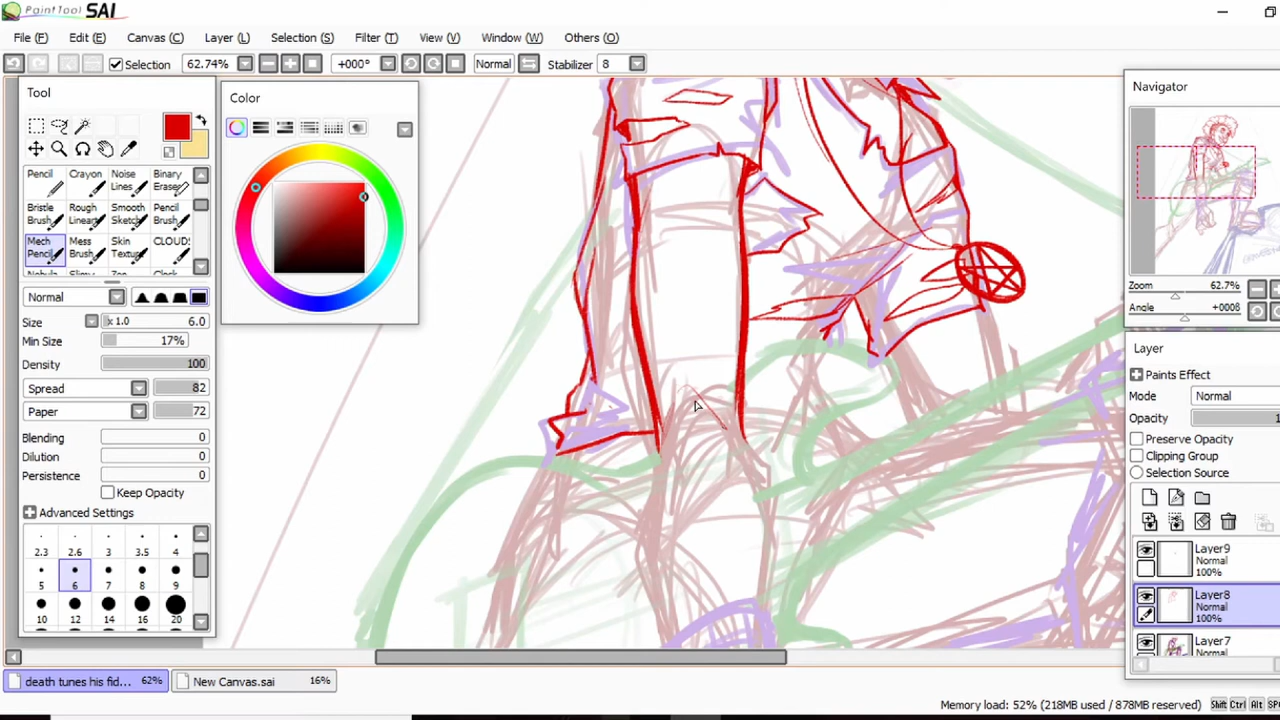 PaintTool SAI
File (F) Edit (E) Canvas (C) Layer (L) Selection (S) Filter (T) View (V) Window (W) Others (O)
Selection 62.74% +000° Normal Stabilizer 8
Tool
Color
Navigator
Pencil Crayon Noise Lines Binary Eraser
Bristle Brush Rough Linear Smooth Sketch Pencil Brush
Mech Pencil Mess Brush Skin Textur CLOUD
Normal
Size x 1.0 6.0
Min Size 17%
Density 100
Spread 82
Paper 72
Blending 0
Dilution 0
Persistence 0
Keep Opacity
Advanced Settings
2.3 2.6 3 3.5 4
5 6 7 8 9
10 12 14 16 20
Zoom 62.7%
Angle +000°
Layer
Paints Effect
Mode Normal
Opacity
Preserve Opacity
Clipping Group
Selection Source
Layer9
Normal
100%
Layer8
Normal
100%
Layer7
Normal
death tunes his fid... 62% New Canvas.sai 16%
Memory load: 52% (218MB used / 878MB reserved) Shift Ctrl Alt